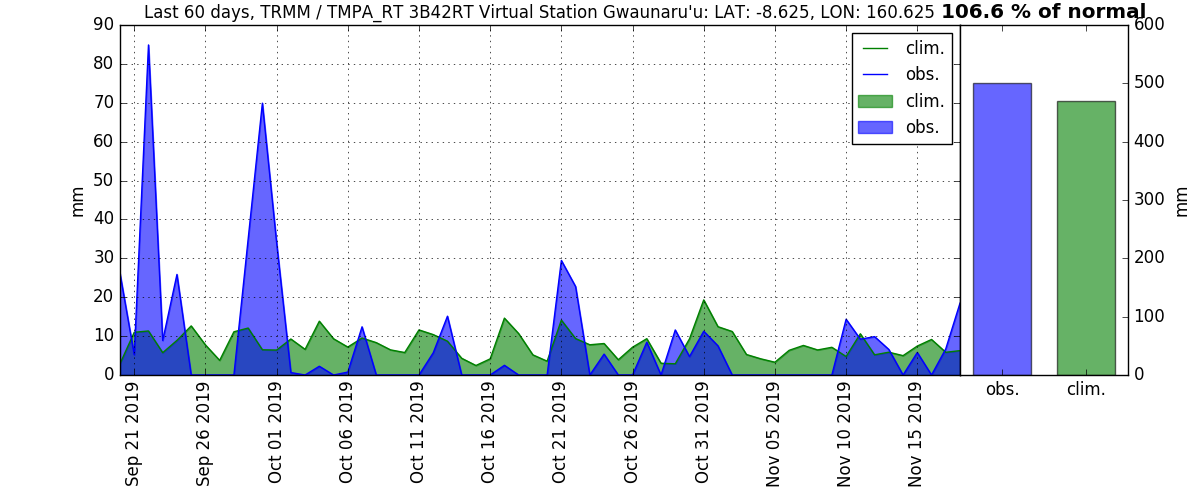 Last 60 days, TRMM / TMPA_RT 3B42RT Virtual Station Gwaunaru'u: LAT: -8.625, LON: 160.625 106.6 % of normal
90
80
70
60
50
40
30
20
10
0
mm
clim.
obs.
clim.
obs.
600
500
400
300
200
100
0
mm
Sep 21 2019
Sep 26 2019
Oct 01 2019
Oct 06 2019
Oct 11 2019
Oct 16 2019
Oct 21 2019
Oct 26 2019
Oct 31 2019
Nov 05 2019
Nov 10 2019
Nov 15 2019
obs.
clim.